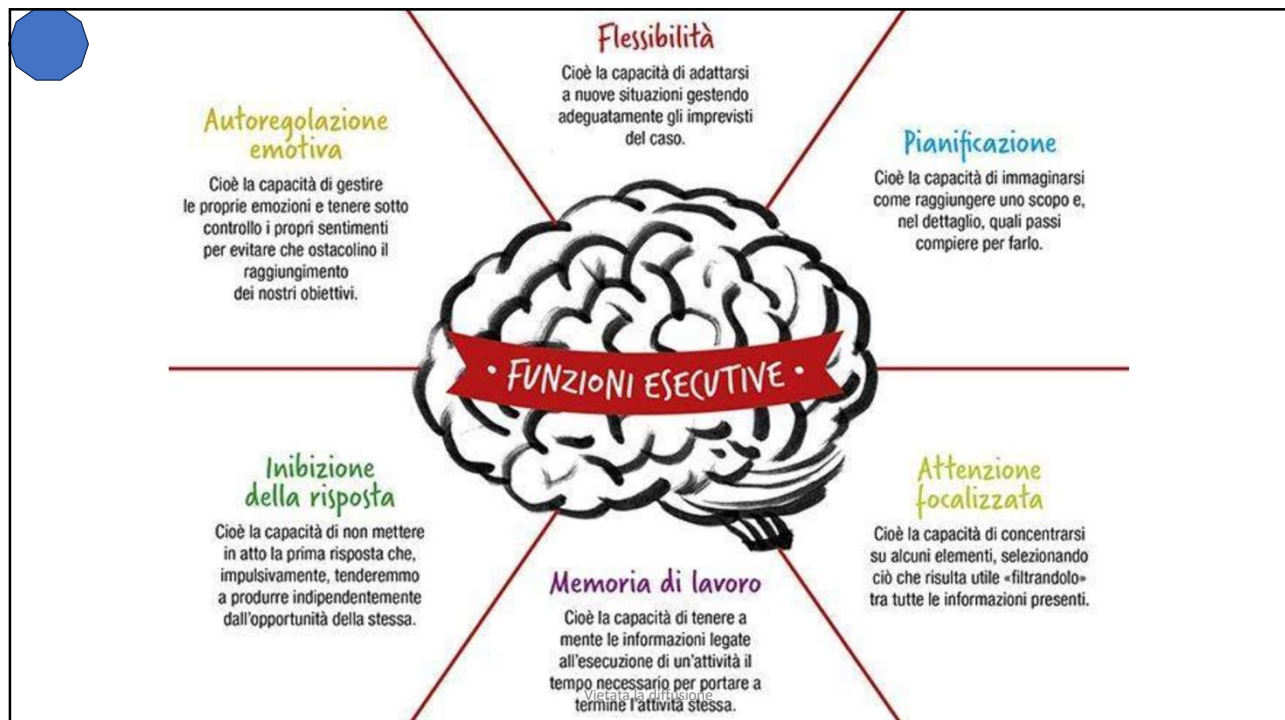 Flessibilità
Cioè la capacità di adattarsi
a nuove situazioni gestendo
adeguatamente gli imprevisti
del caso.
Autoregolazione
emotiva
Cioè la capacità di gestire
le proprie emozioni e tenere sotto
controllo i propri sentimenti
per evitare che ostacolino il
raggiungimento
dei nostri obiettivi.
Pianificazione
Cioè la capacità di immaginarsi
come raggiungere uno scopo e,
nel dettaglio, quali passi
compiere per farlo.
• FUNZIONI ESECUTIVE •
Inibizione
della risposta
Cioè la capacità di non mettere
in atto la prima risposta che,
impulsivamente, tenderemmo
a produrre indipendentemente
dall'opportunità della stessa.
Attenzione
focalizzata
Cioè la capacità di concentrarsi
su alcuni elementi, selezionando
ciò che risulta utile «filtrandolo»
tra tutte le informazioni presenti.
Memoria di lavoro
Cioè la capacità di tenere a
mente le informazioni legate
all'esecuzione di un'attività il
tempo necessario per portare a
Vietata la diffusione
termine l'attività stessa.